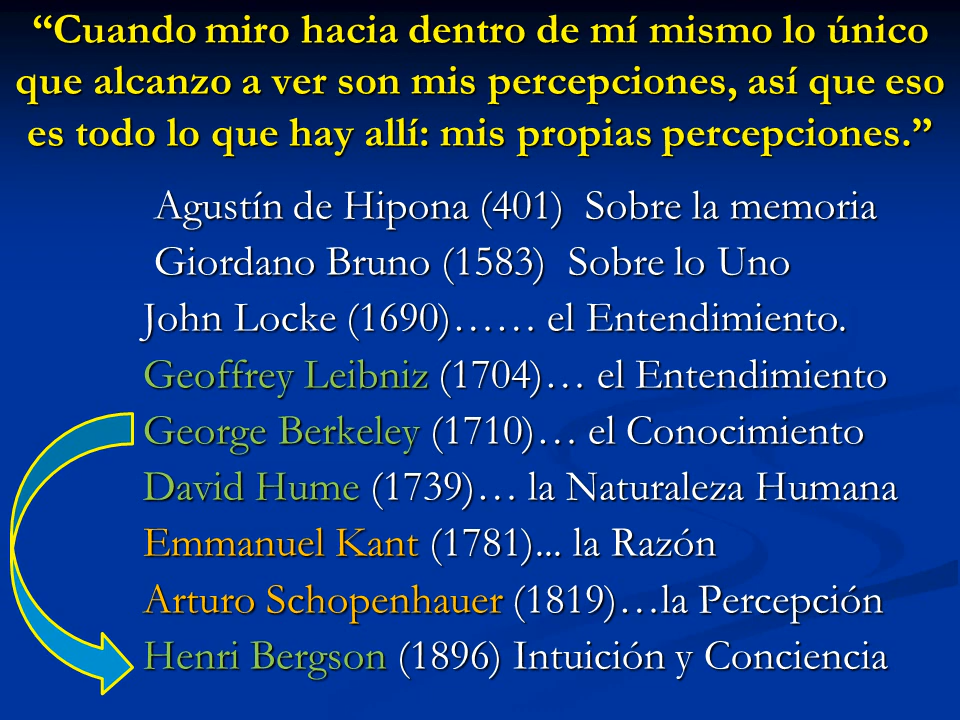 “Cuando miro hacia dentro de mí mismo lo único
que alcanzo a ver son mis percepciones, así que eso
es todo lo que hay allí: mis propias percepciones.”
Agustín de Hipona (401) Sobre la memoria
Giordano Bruno (1583) Sobre lo Uno
John Locke (1690)…… el Entendimiento.
Geoffrey Leibniz (1704)… el Entendimiento
George Berkeley (1710)… el Conocimiento
David Hume (1739)… la Naturaleza Humana
Emmanuel Kant (1781)... la Razón
Arturo Schopenhauer (1819)…la Percepción
Henri Bergson (1896) Intuición y Conciencia